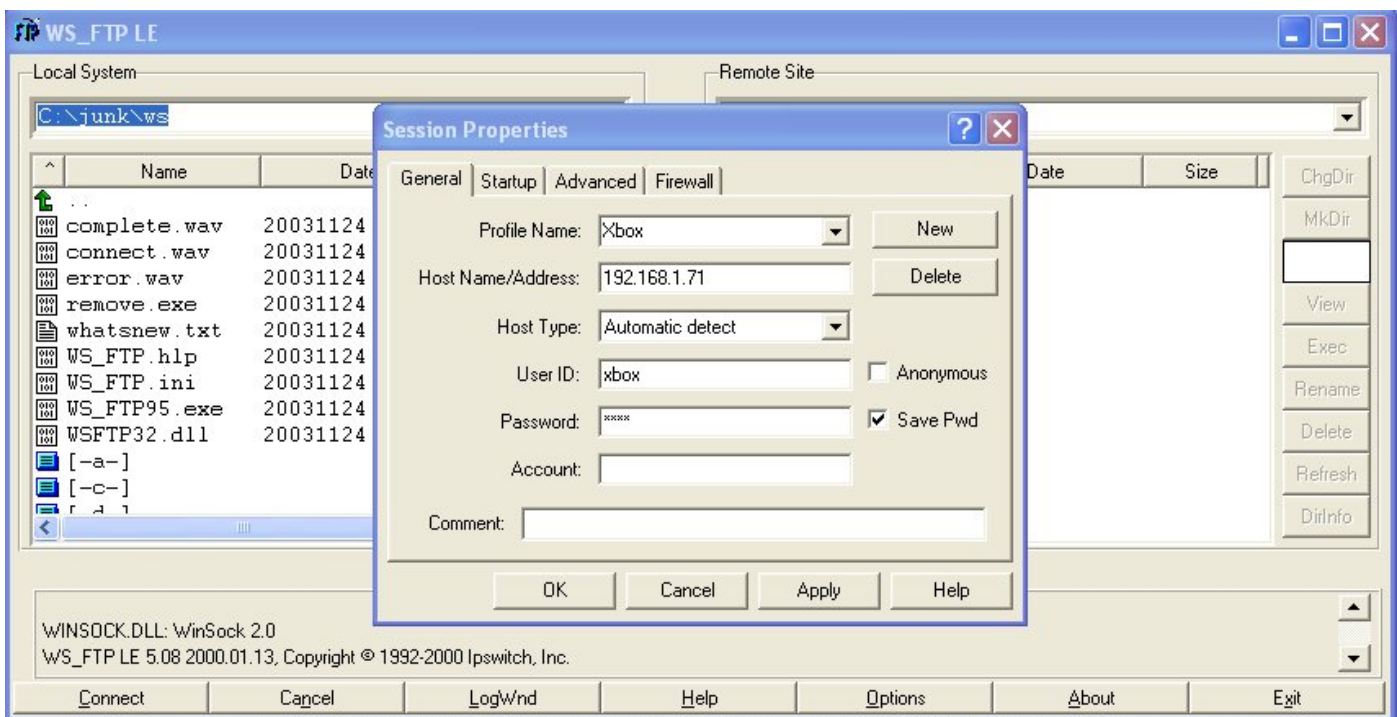 WS_FTP LE
Local System
Remote Site
C:\junk\ws
Name
Date
Date
Size
..
complete.wav 20031124
connect.wav 20031124
error.wav 20031124
remove.exe 20031124
whatsnew.txt 20031124
WS_FTP.hlp 20031124
WS_FTP.ini 20031124
WS_FTP95.exe 20031124
WSFTP32.dll 20031124
[-a-]
[-c-]
Session Properties
General Startup Advanced Firewall
Profile Name: Xbox New
Host Name/Address: 192.168.1.71 Delete
Host Type: Automatic detect
User ID: xbox Anonymous
Password: **** Save Pwd
Account:
Comment:
OK Cancel Apply Help
ChgDir
MkDir
View
Exec
Rename
Delete
Refresh
DirInfo
WINSOCK.DLL: WinSock 2.0
WS_FTP LE 5.08 2000.01.13, Copyright © 1992-2000 Ipswitch, Inc.
Connect Cancel LogWnd Help Options About Exit